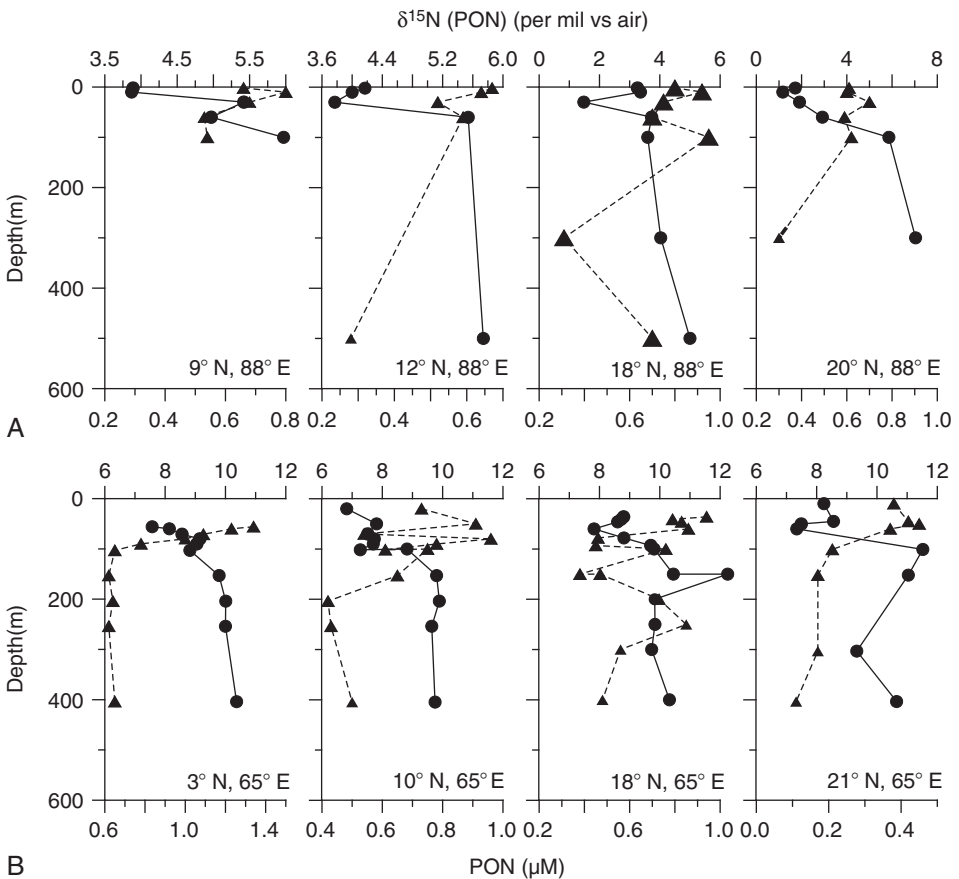 δ¹⁵N (PON) (per mil vs air)
3.5 4.5 5.5 3.6 4.4 5.2 6.0 0 2 4 6 0 4 8
0
200
400
600
Depth(m)
9° N, 88° E 12° N, 88° E 18° N, 88° E 20° N, 88° E
0.2 0.4 0.6 0.8 0.2 0.4 0.6 0.2 0.6 1.0 0.2 0.4 0.6 0.8 1.0
A
6 8 10 12 6 8 10 12 6 8 10 12 6 8 10 12
0
200
400
600
Depth(m)
3° N, 65° E 10° N, 65° E 18° N, 65° E 21° N, 65° E
0.6 1.0 1.4 0.4 0.6 0.8 1.0 0.2 0.6 1.0 0.0 0.2 0.4
B
PON (μM)